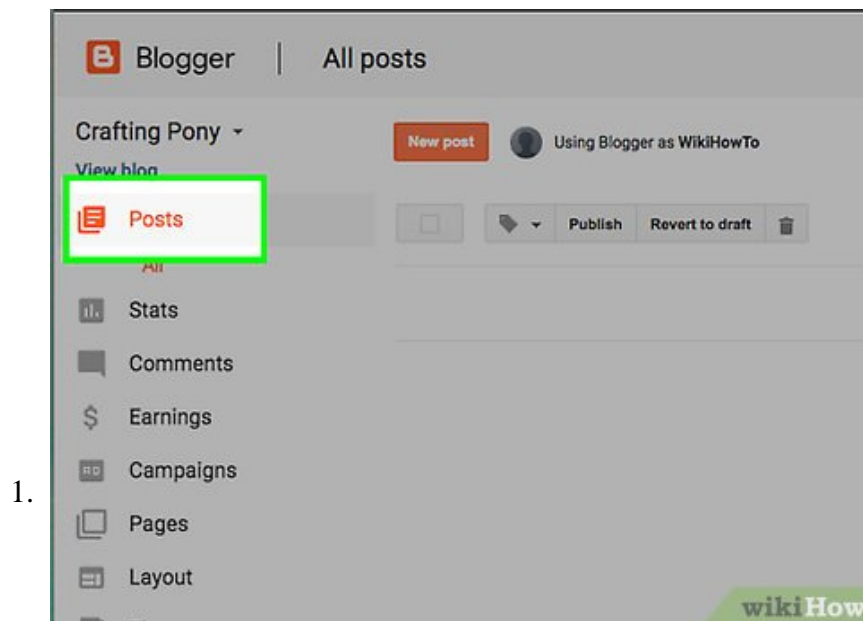 Blogger | All posts
Crafting Pony
View blog
New post
Using Blogger as WikiHowTo
Posts
Publish
Revert to draft
All
Stats
Comments
Earnings
Campaigns
1.
Pages
Layout
wikiHow